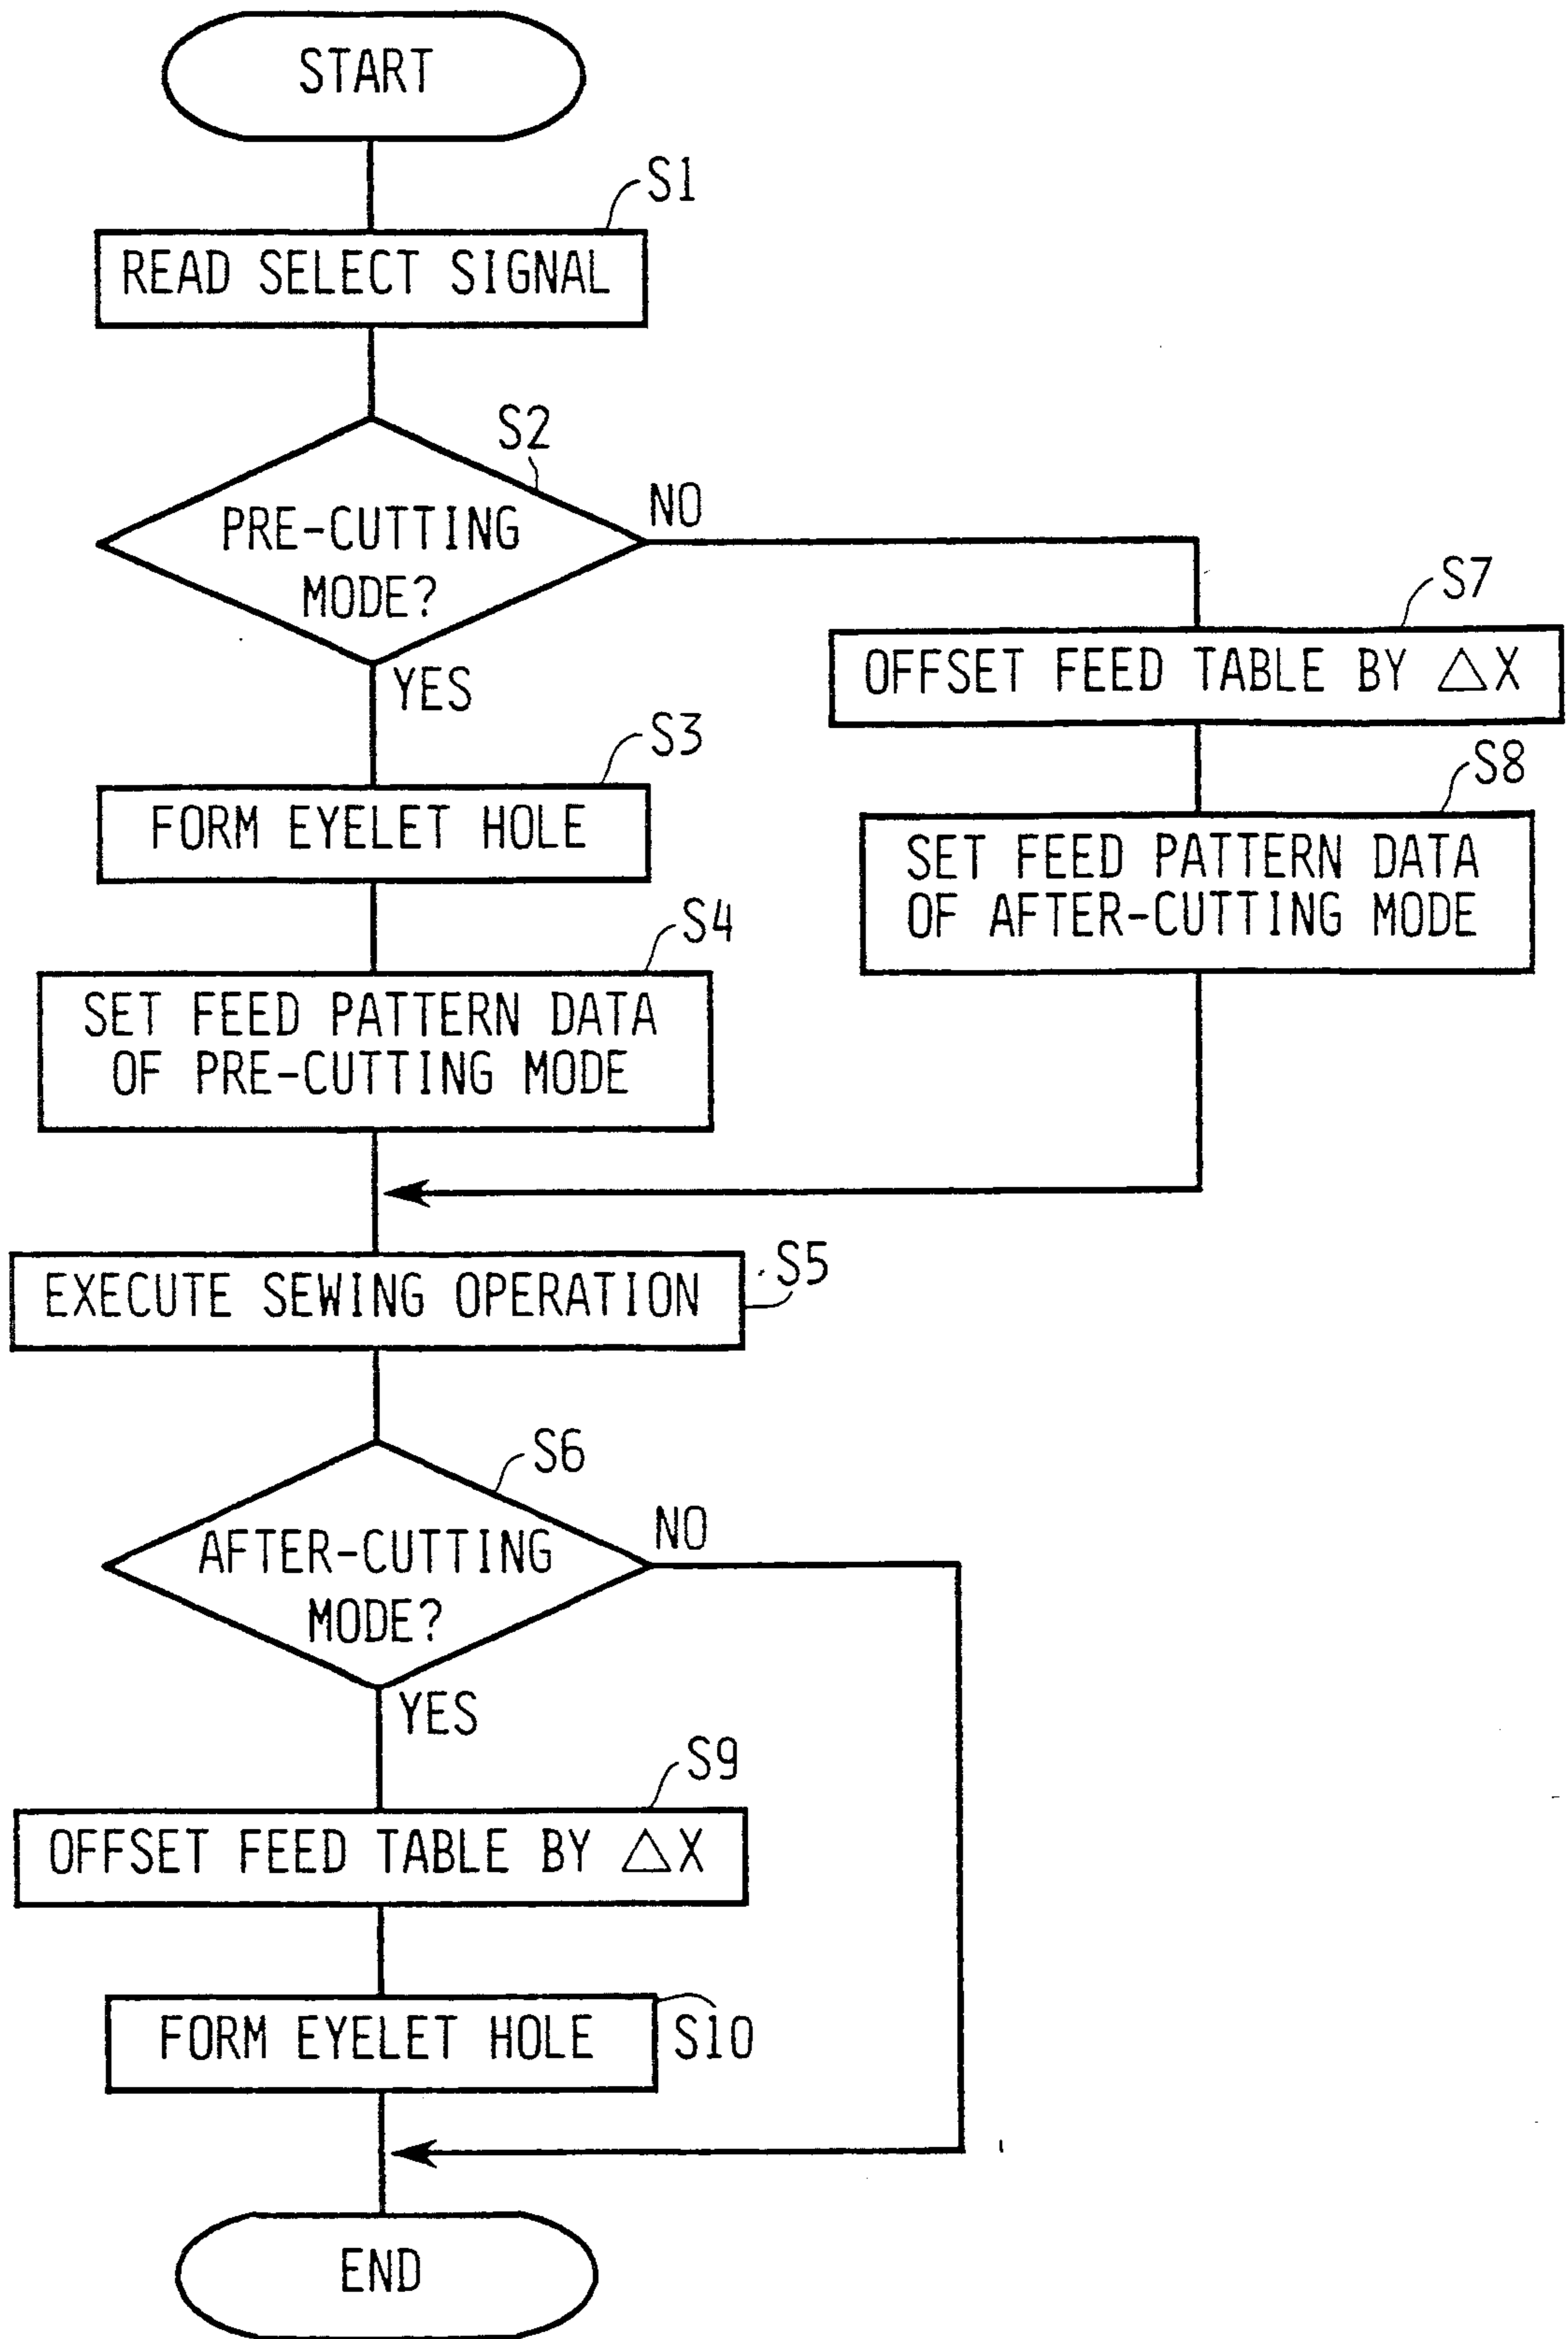 START
S1
READ SELECT SIGNAL
S2
PRE-CUTTING
MODE?
NO
YES
S7
OFFSET FEED TABLE BY △X
S3
FORM EYELET HOLE
S8
SET FEED PATTERN DATA
OF AFTER-CUTTING MODE
S4
SET FEED PATTERN DATA
OF PRE-CUTTING MODE
S5
EXECUTE SEWING OPERATION
S6
AFTER-CUTTING
MODE?
NO
YES
S9
OFFSET FEED TABLE BY △X
FORM EYELET HOLE
S10
END